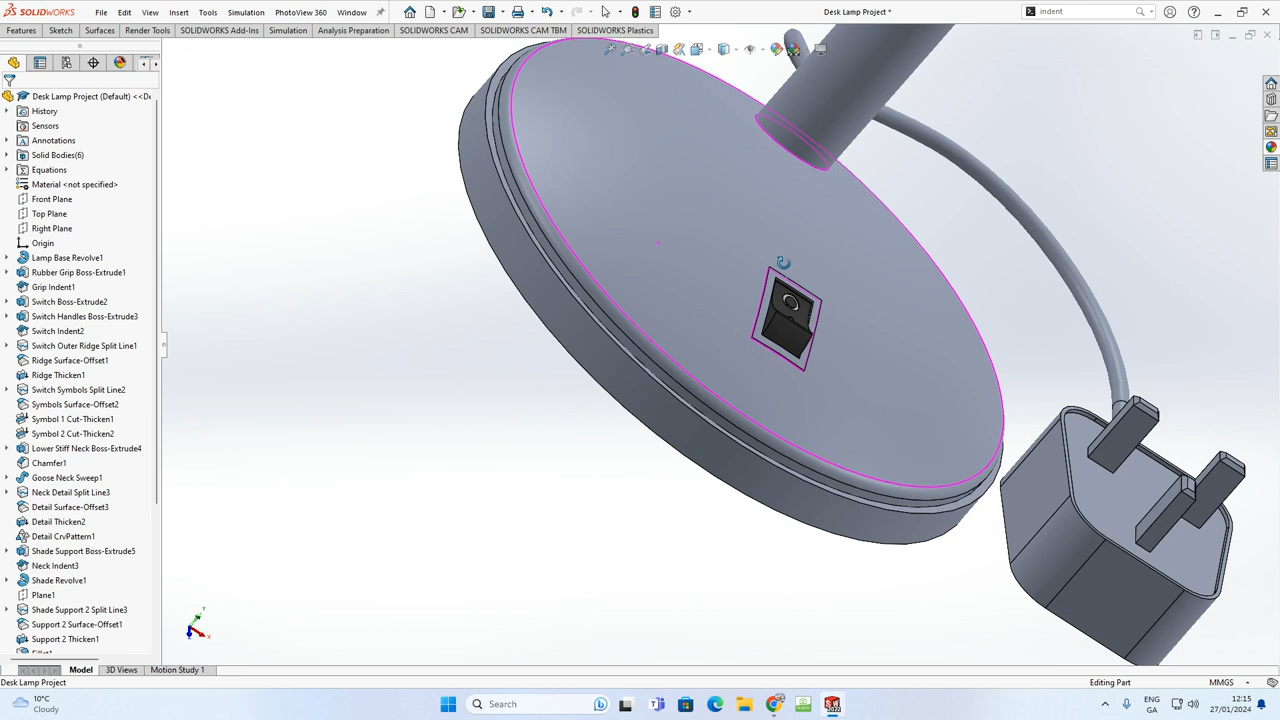 SOLIDWORKS File Edit View Insert Tools Simulation PhotoView 360 Window Desk Lamp Project * indent
Features Sketch Surfaces Render Tools SOLIDWORKS Add-Ins Simulation Analysis Preparation SOLIDWORKS CAM SOLIDWORKS CAM TBM SOLIDWORKS Plastics
Desk Lamp Project (Default) <<De
History
Sensors
Annotations
Solid Bodies(6)
Equations
Material <not specified>
Front Plane
Top Plane
Right Plane
Origin
Lamp Base Revolve1
Rubber Grip Boss-Extrude1
Grip Indent1
Switch Boss-Extrude2
Switch Handles Boss-Extrude3
Switch Indent2
Switch Outer Ridge Split Line1
Ridge Surface-Offset1
Ridge Thicken1
Switch Symbols Split Line2
Symbols Surface-Offset2
Symbol 1 Cut-Thicken1
Symbol 2 Cut-Thicken2
Lower Stiff Neck Boss-Extrude4
Chamfer1
Goose Neck Sweep1
Neck Detail Split Line3
Detail Surface-Offset3
Detail Thicken2
Detail CrvPattern1
Shade Support Boss-Extrude5
Neck Indent3
Shade Revolve1
Plane1
Shade Support 2 Split Line3
Support 2 Surface-Offset1
Support 2 Thicken1
Model 3D Views Motion Study 1
Desk Lamp Project Editing Part MMGS
10°C
Cloudy
Search
ENG
GA
12:15
27/01/2024